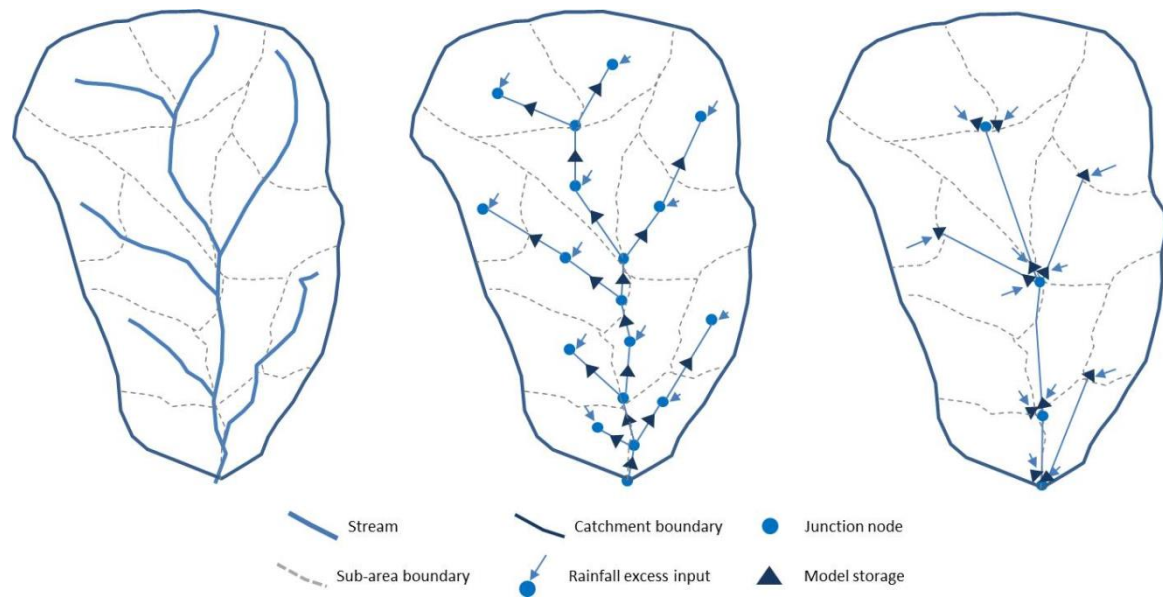 Stream
Catchment boundary
Junction node
Sub-area boundary
Rainfall excess input
Model storage